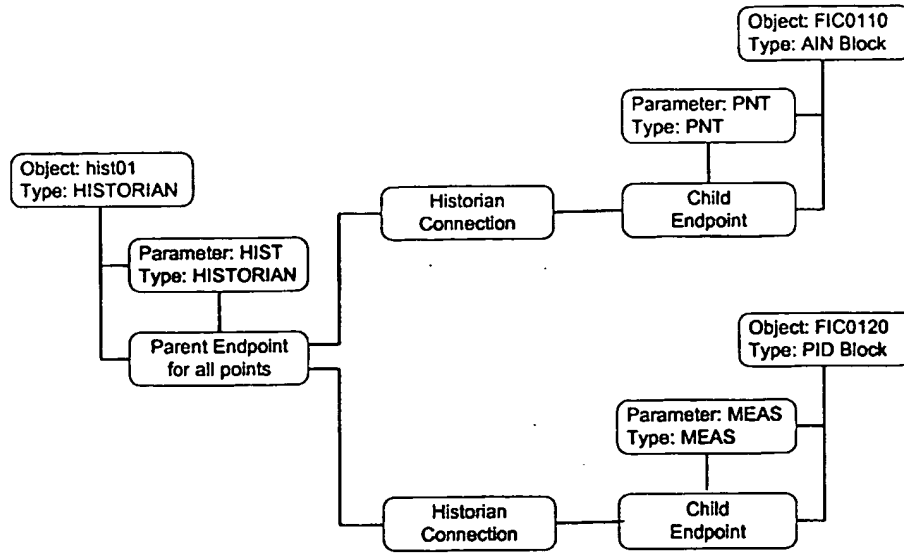 Object: FIC0110
Type: AIN Block
Parameter: PNT
Type: PNT
Object: hist01
Type: HISTORIAN
Historian
Connection
Child
Endpoint
Parameter: HIST
Type: HISTORIAN
Parent Endpoint
for all points
Object: FIC0120
Type: PID Block
Parameter: MEAS
Type: MEAS
Historian
Connection
Child
Endpoint